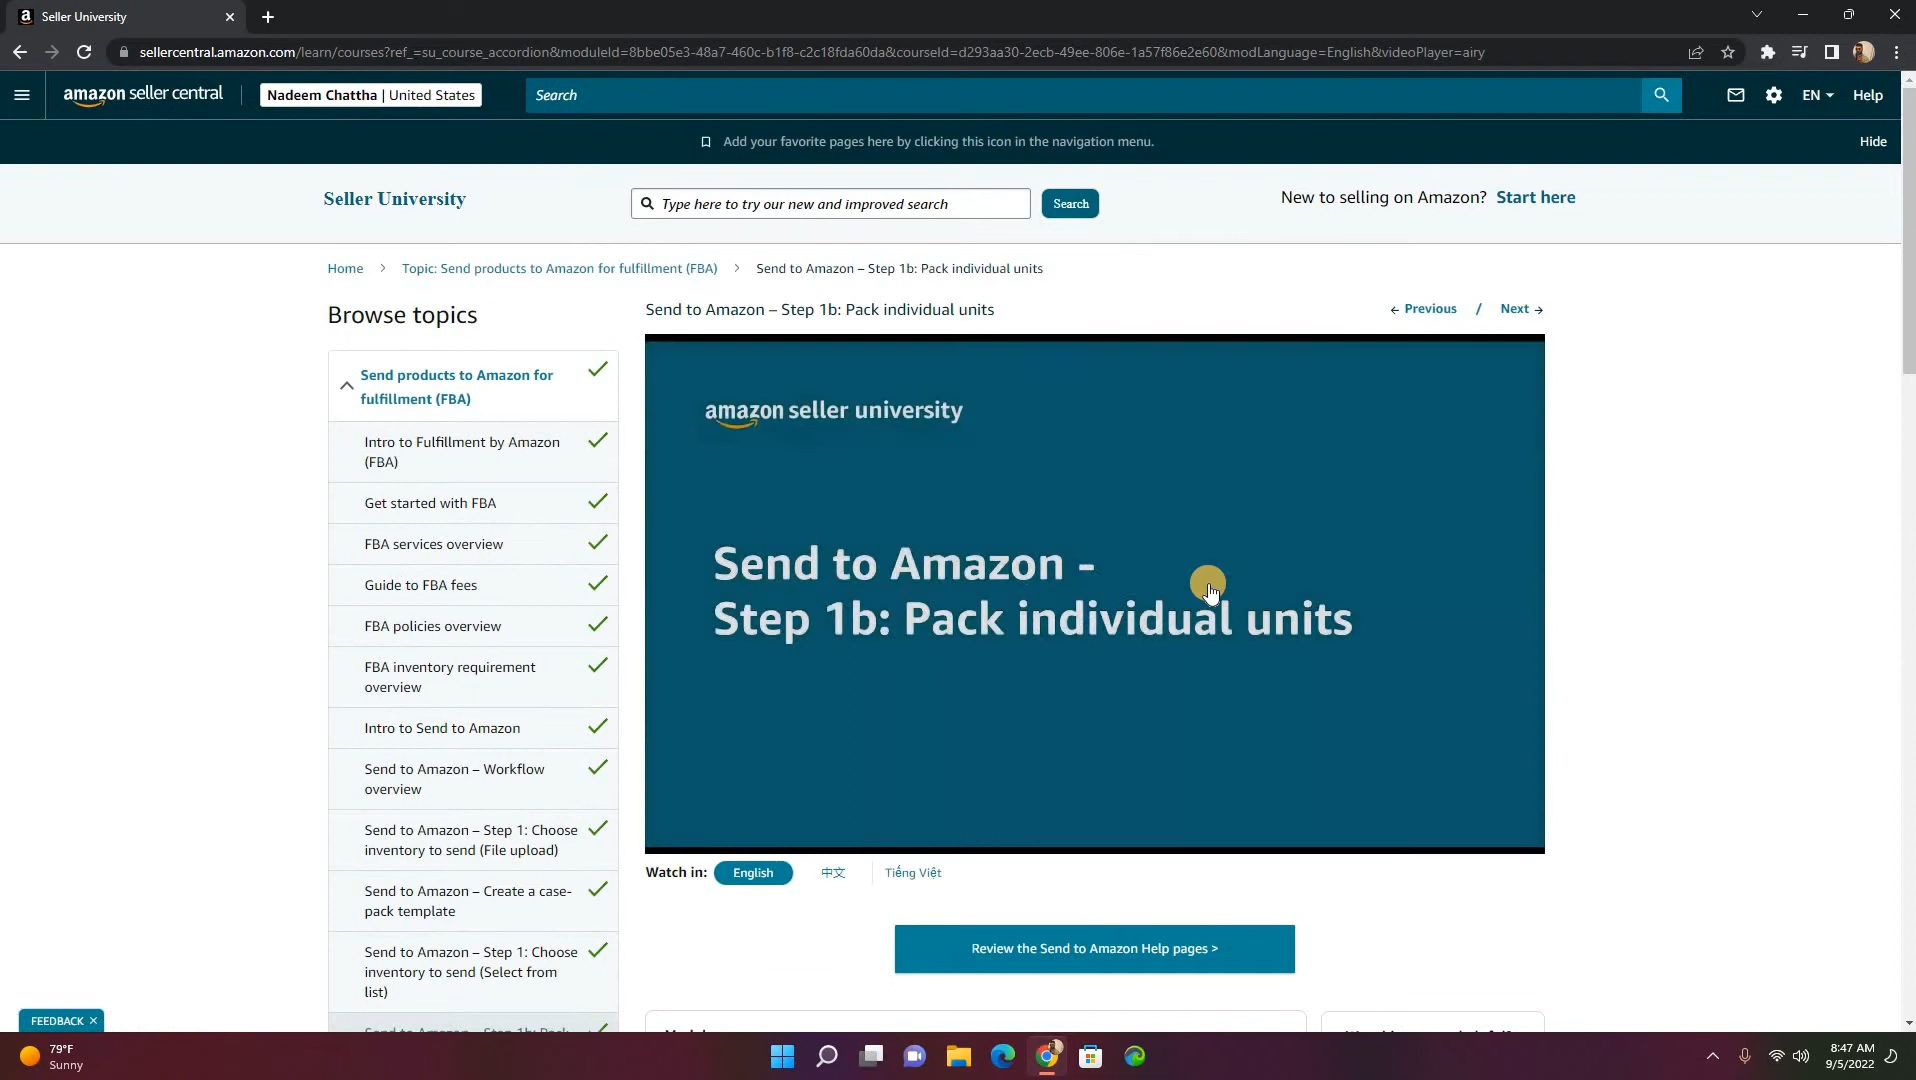 Seller University
sellercentral.amazon.com/learn/courses?ref_=su_course_accordion&moduleId=8bbe05e3-48a7-460c-b1f8-c2c18fda60da&courseId=d293aa30-2ecb-49ee-806e-1a57f86e2e60&modLanguage=English&videoPlayer=airy
amazon seller central
Nadeem Chattha | United States
Search
EN
Help
Add your favorite pages here by clicking this icon in the navigation menu.
Hide
Seller University
Type here to try our new and improved search
Search
New to selling on Amazon? Start here
Home > Topic: Send products to Amazon for fulfillment (FBA) > Send to Amazon – Step 1b: Pack individual units
Browse topics
Send products to Amazon for
fulfillment (FBA)
Intro to Fulfillment by Amazon
(FBA)
Get started with FBA
FBA services overview
Guide to FBA fees
FBA policies overview
FBA inventory requirement
overview
Intro to Send to Amazon
Send to Amazon – Workflow
overview
Send to Amazon – Step 1: Choose
inventory to send (File upload)
Send to Amazon – Create a case-
pack template
Send to Amazon – Step 1: Choose
inventory to send (Select from
list)
Send to Amazon – Step 1b: Pack
Send to Amazon – Step 1b: Pack individual units
← Previous / Next →
amazon seller university
Send to Amazon -
Step 1b: Pack individual units
Watch in: English 中文 Tiếng Việt
Review the Send to Amazon Help pages >
FEEDBACK ×
79°F
Sunny
8:47 AM
9/5/2022